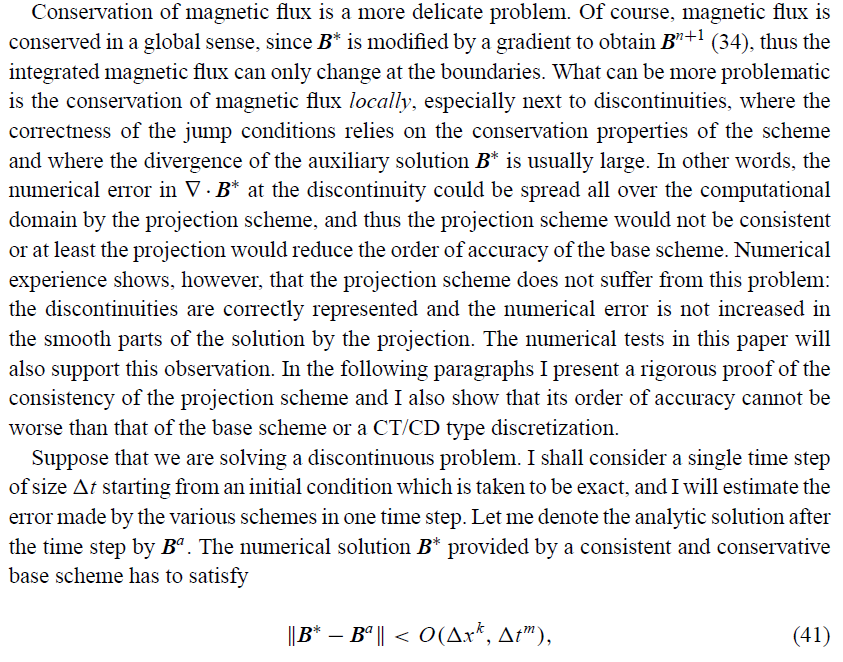 Conservation of magnetic flux is a more delicate problem. Of course, magnetic flux is
conserved in a global sense, since B* is modified by a gradient to obtain Bⁿ⁺¹ (34), thus the
integrated magnetic flux can only change at the boundaries. What can be more problematic
is the conservation of magnetic flux locally, especially next to discontinuities, where the
correctness of the jump conditions relies on the conservation properties of the scheme
and where the divergence of the auxiliary solution B* is usually large. In other words, the
numerical error in ∇ · B* at the discontinuity could be spread all over the computational
domain by the projection scheme, and thus the projection scheme would not be consistent
or at least the projection would reduce the order of accuracy of the base scheme. Numerical
experience shows, however, that the projection scheme does not suffer from this problem:
the discontinuities are correctly represented and the numerical error is not increased in
the smooth parts of the solution by the projection. The numerical tests in this paper will
also support this observation. In the following paragraphs I present a rigorous proof of the
consistency of the projection scheme and I also show that its order of accuracy cannot be
worse than that of the base scheme or a CT/CD type discretization.
Suppose that we are solving a discontinuous problem. I shall consider a single time step
of size Δt starting from an initial condition which is taken to be exact, and I will estimate the
error made by the various schemes in one time step. Let me denote the analytic solution after
the time step by Bᵃ. The numerical solution B* provided by a consistent and conservative
base scheme has to satisfy
‖B* − Bᵃ‖ < O(Δxᵏ, Δtᵐ), (41)